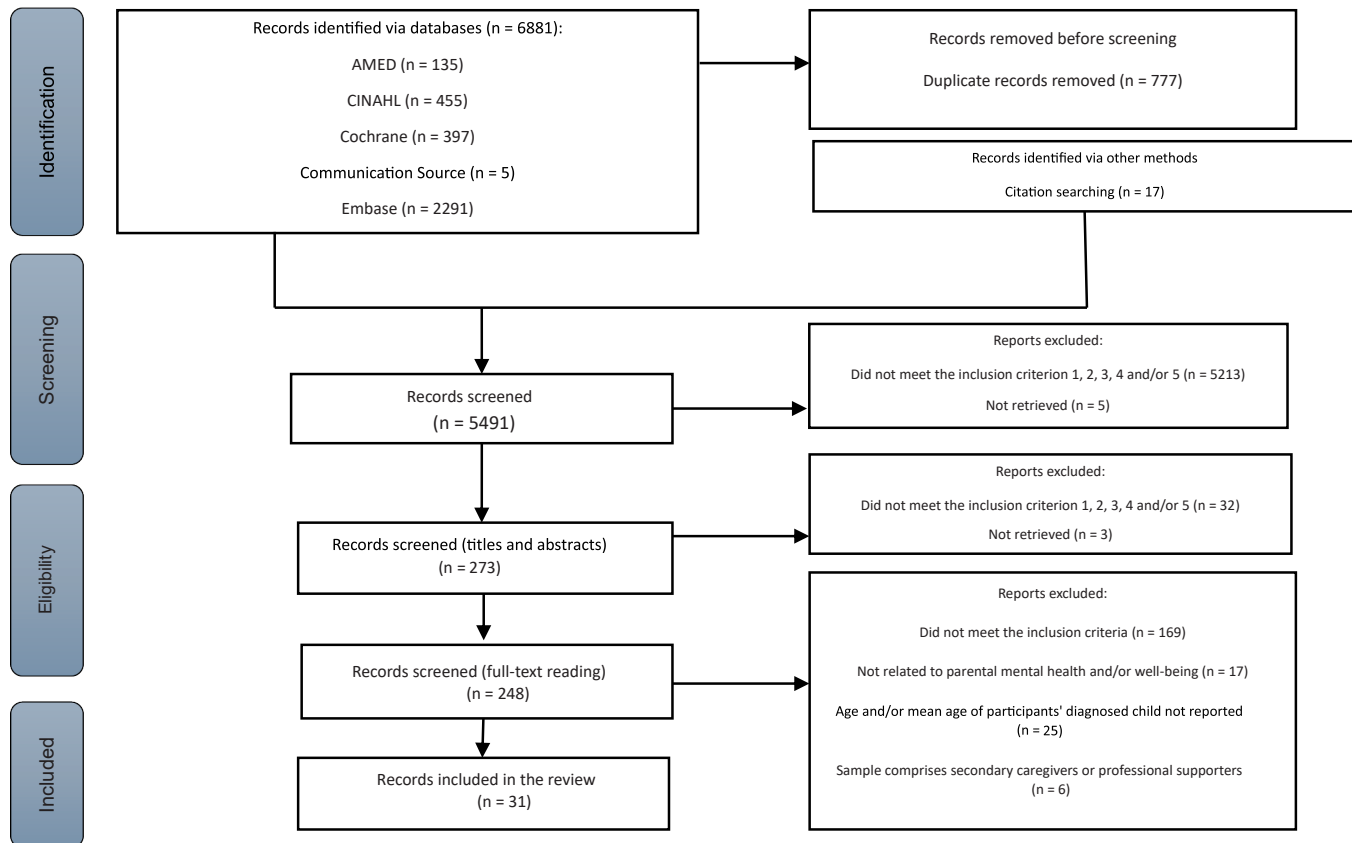 Identification
Records identified via databases (n = 6881):
AMED (n = 135)
CINAHL (n = 455)
Cochrane (n = 397)
Communication Source (n = 5)
Embase (n = 2291)
Records removed before screening
Duplicate records removed (n = 777)
Records identified via other methods
Citation searching (n = 17)
Screening
Records screened
(n = 5491)
Reports excluded:
Did not meet the inclusion criterion 1, 2, 3, 4 and/or 5 (n = 5213)
Not retrieved (n = 5)
Eligibility
Records screened (titles and abstracts)
(n = 273)
Reports excluded:
Did not meet the inclusion criterion 1, 2, 3, 4 and/or 5 (n = 32)
Not retrieved (n = 3)
Records screened (full-text reading)
(n = 248)
Reports excluded:
Did not meet the inclusion criteria (n = 169)
Not related to parental mental health and/or well-being (n = 17)
Age and/or mean age of participants' diagnosed child not reported
(n = 25)
Sample comprises secondary caregivers or professional supporters
(n = 6)
Included
Records included in the review
(n = 31)